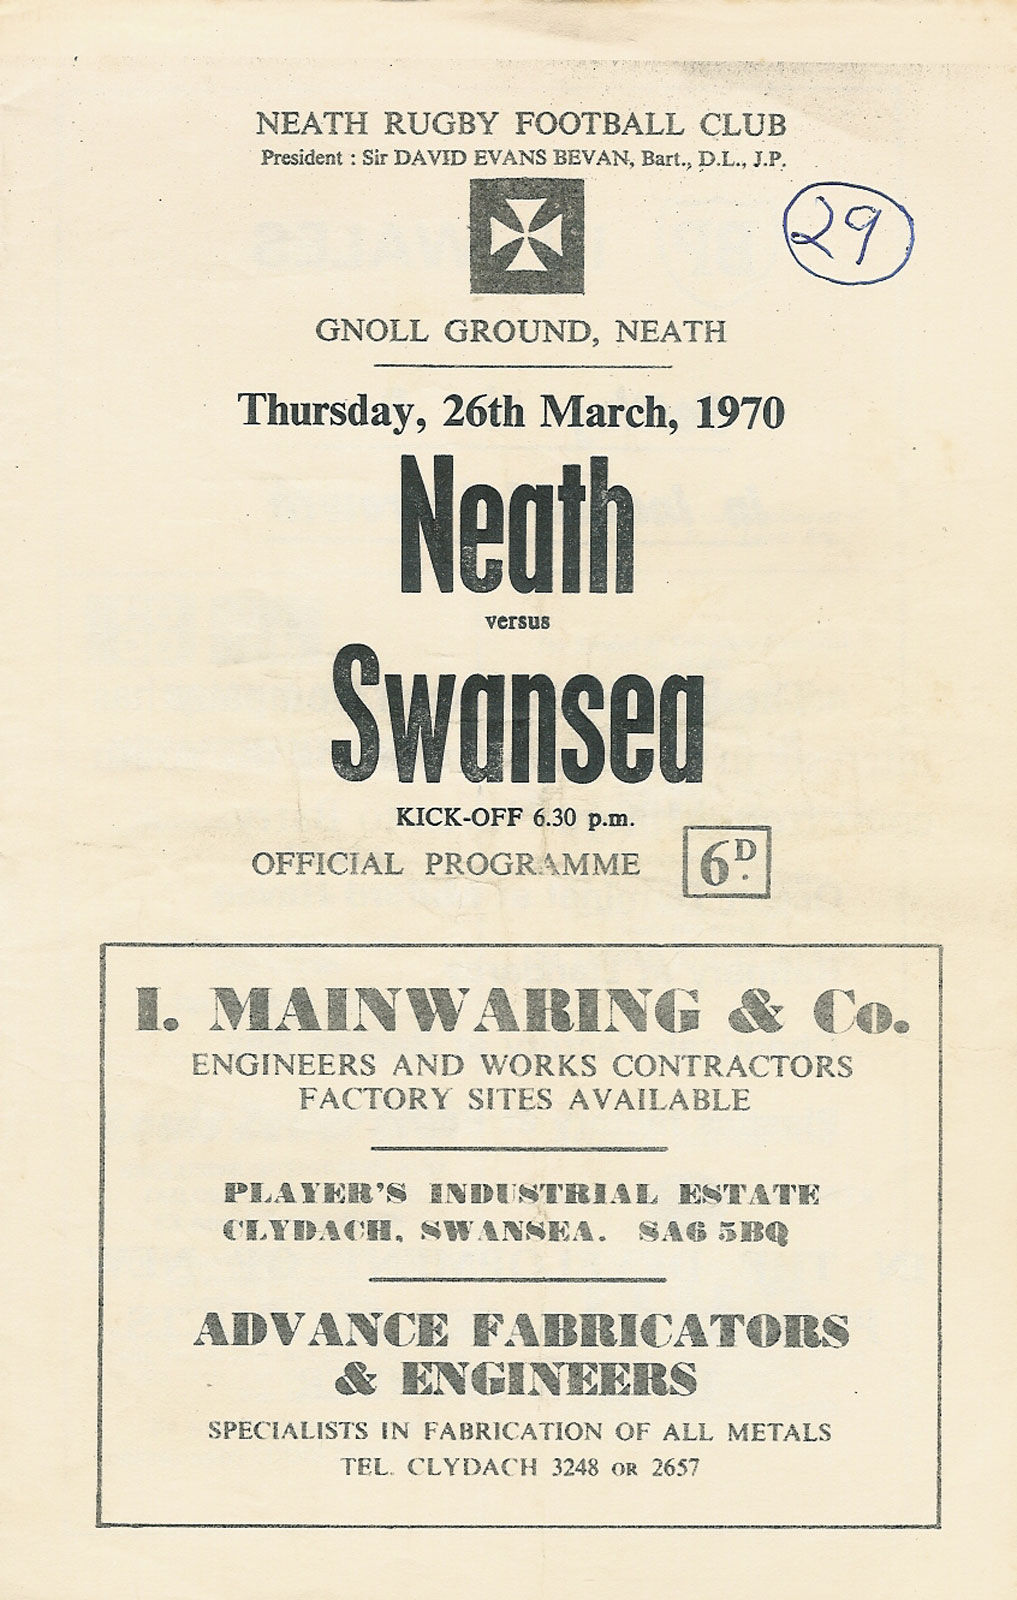 NEATH RUGBY FOOTBALL CLUB
President : Sir DAVID EVANS BEVAN, Bart., D.L., J.P.
29
GNOLL GROUND, NEATH
Thursday, 26th March, 1970
Neath
versus
Swansea
KICK-OFF 6.30 p.m.
OFFICIAL PROGRAMME 6D.
I. MAINWARING & Co.
ENGINEERS AND WORKS CONTRACTORS
FACTORY SITES AVAILABLE
PLAYER'S INDUSTRIAL ESTATE
CLYDACH, SWANSEA. SA6 5BQ
ADVANCE FABRICATORS
& ENGINEERS
SPECIALISTS IN FABRICATION OF ALL METALS
TEL. CLYDACH 3248 OR 2657